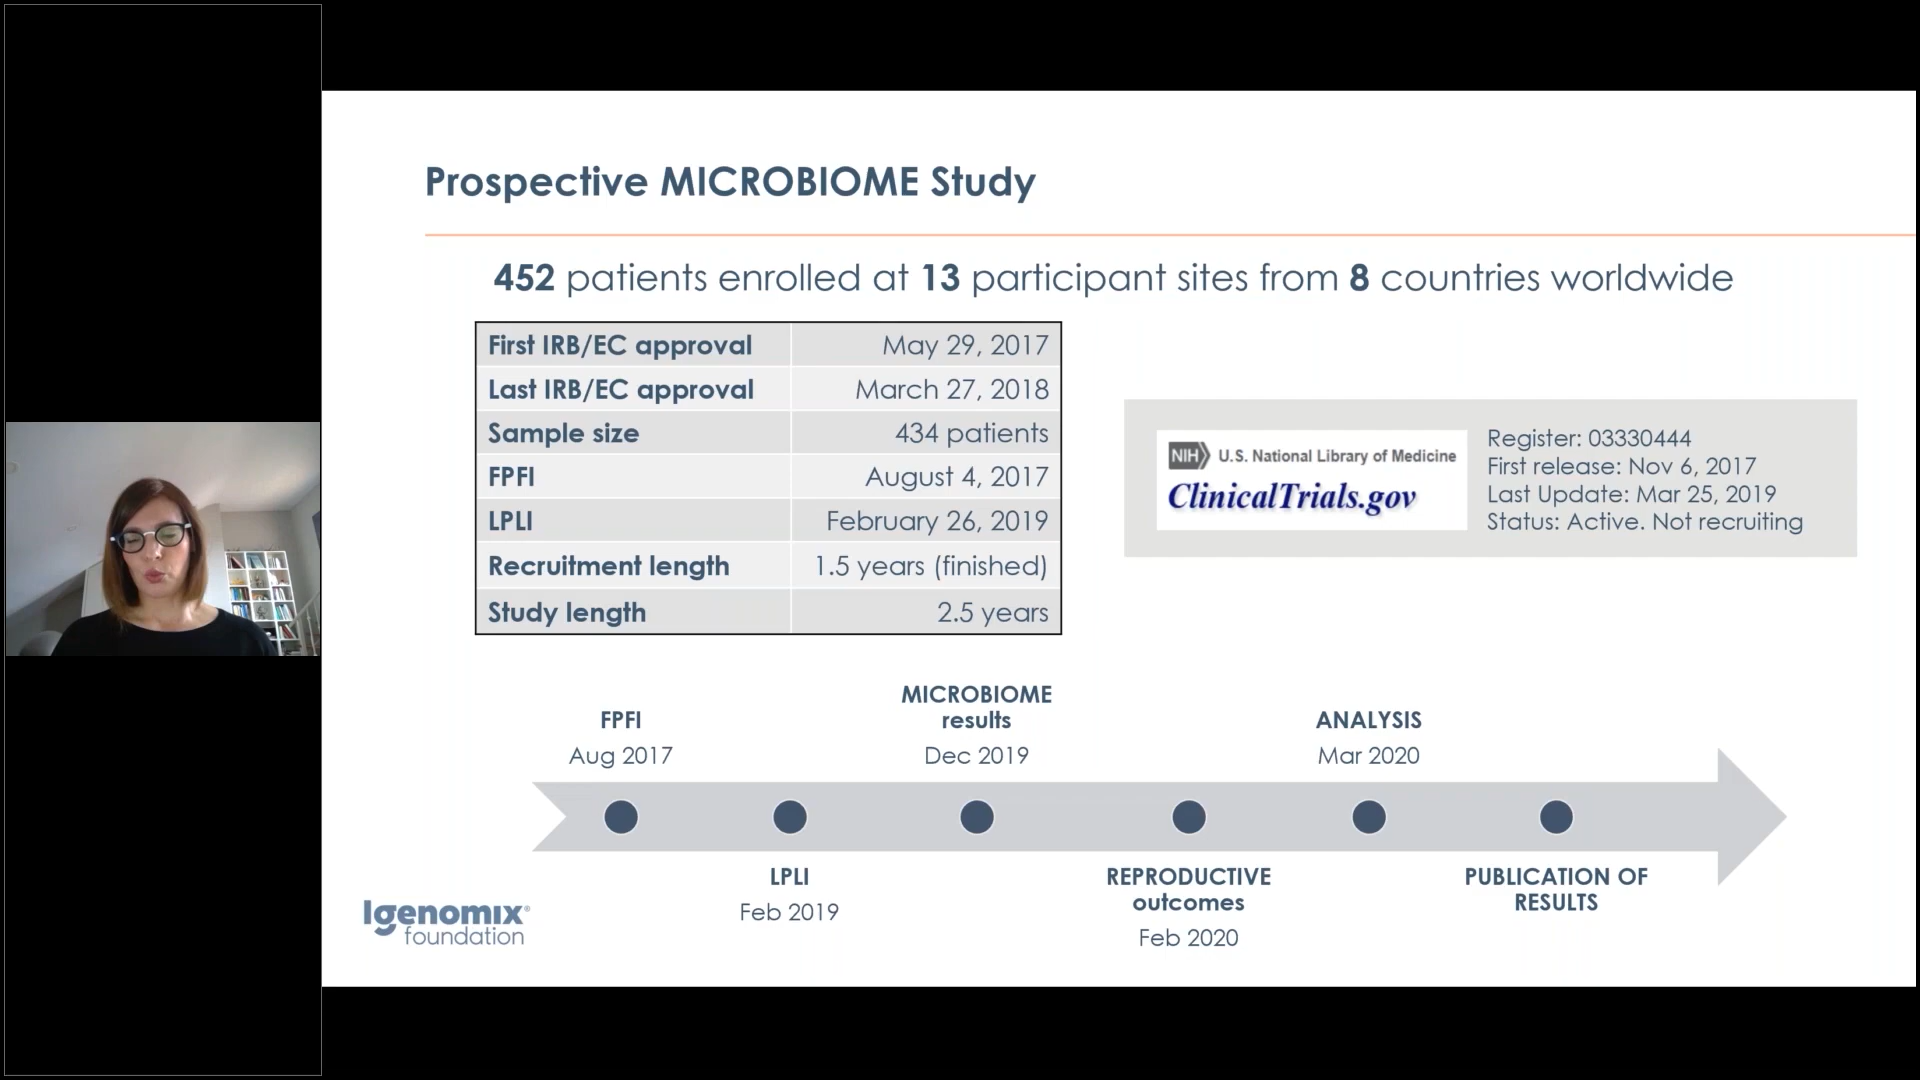 Prospective MICROBIOME Study
452 patients enrolled at 13 participant sites from 8 countries worldwide
First IRB/EC approval May 29, 2017
Last IRB/EC approval March 27, 2018
Sample size 434 patients
FPFI August 4, 2017
LPLI February 26, 2019
Recruitment length 1.5 years (finished)
Study length 2.5 years
NIH U.S. National Library of Medicine
ClinicalTrials.gov
Register: 03330444
First release: Nov 6, 2017
Last Update: Mar 25, 2019
Status: Active. Not recruiting
FPFI
Aug 2017
LPLI
Feb 2019
MICROBIOME
results
Dec 2019
REPRODUCTIVE
outcomes
Feb 2020
ANALYSIS
Mar 2020
PUBLICATION OF
RESULTS
Igenomix®
foundation